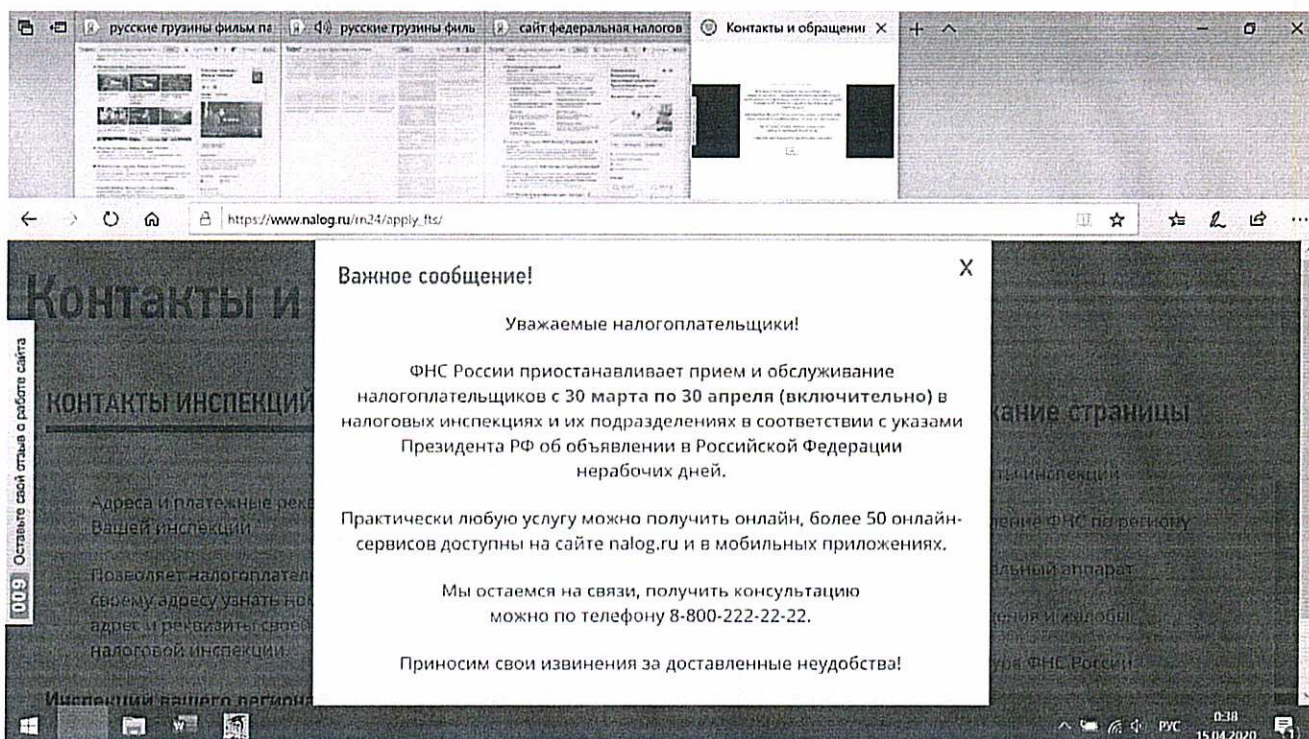 русские грузины фильм па
русские грузины филь
сайт федеральная налогов
Контакты и обращения
https://www.nalog.ru/rn24/apply_fts/
Контакты и
Важное сообщение!
X
Уважаемые налогоплательщики!
ФНС России приостанавливает прием и обслуживание
налогоплательщиков с 30 марта по 30 апреля (включительно) в
налоговых инспекциях и их подразделениях в соответствии с указами
Президента РФ об объявлении в Российской Федерации
нерабочих дней.
Практически любую услугу можно получить онлайн, более 50 онлайн-
сервисов доступны на сайте nalog.ru и в мобильных приложениях.
Мы остаемся на связи, получить консультацию
можно по телефону 8-800-222-22-22.
Приносим свои извинения за доставленные неудобства!
Оставьте свой отзыв о работе сайта
009
КОНТАКТЫ ИНСПЕКЦИЙ
Адреса и платежные рек
Вашей инспекции
Позволяет налогоплател
своему адресу узнать но
адрес и реквизиты своей
налоговой инспекции.
Инспекции вашего региона
жание страницы
ты инспекции
ление ФНС по региону
льный аппарат
ения и жалобы
ура ФНС России
РУС
0:38
15.04.2020
1